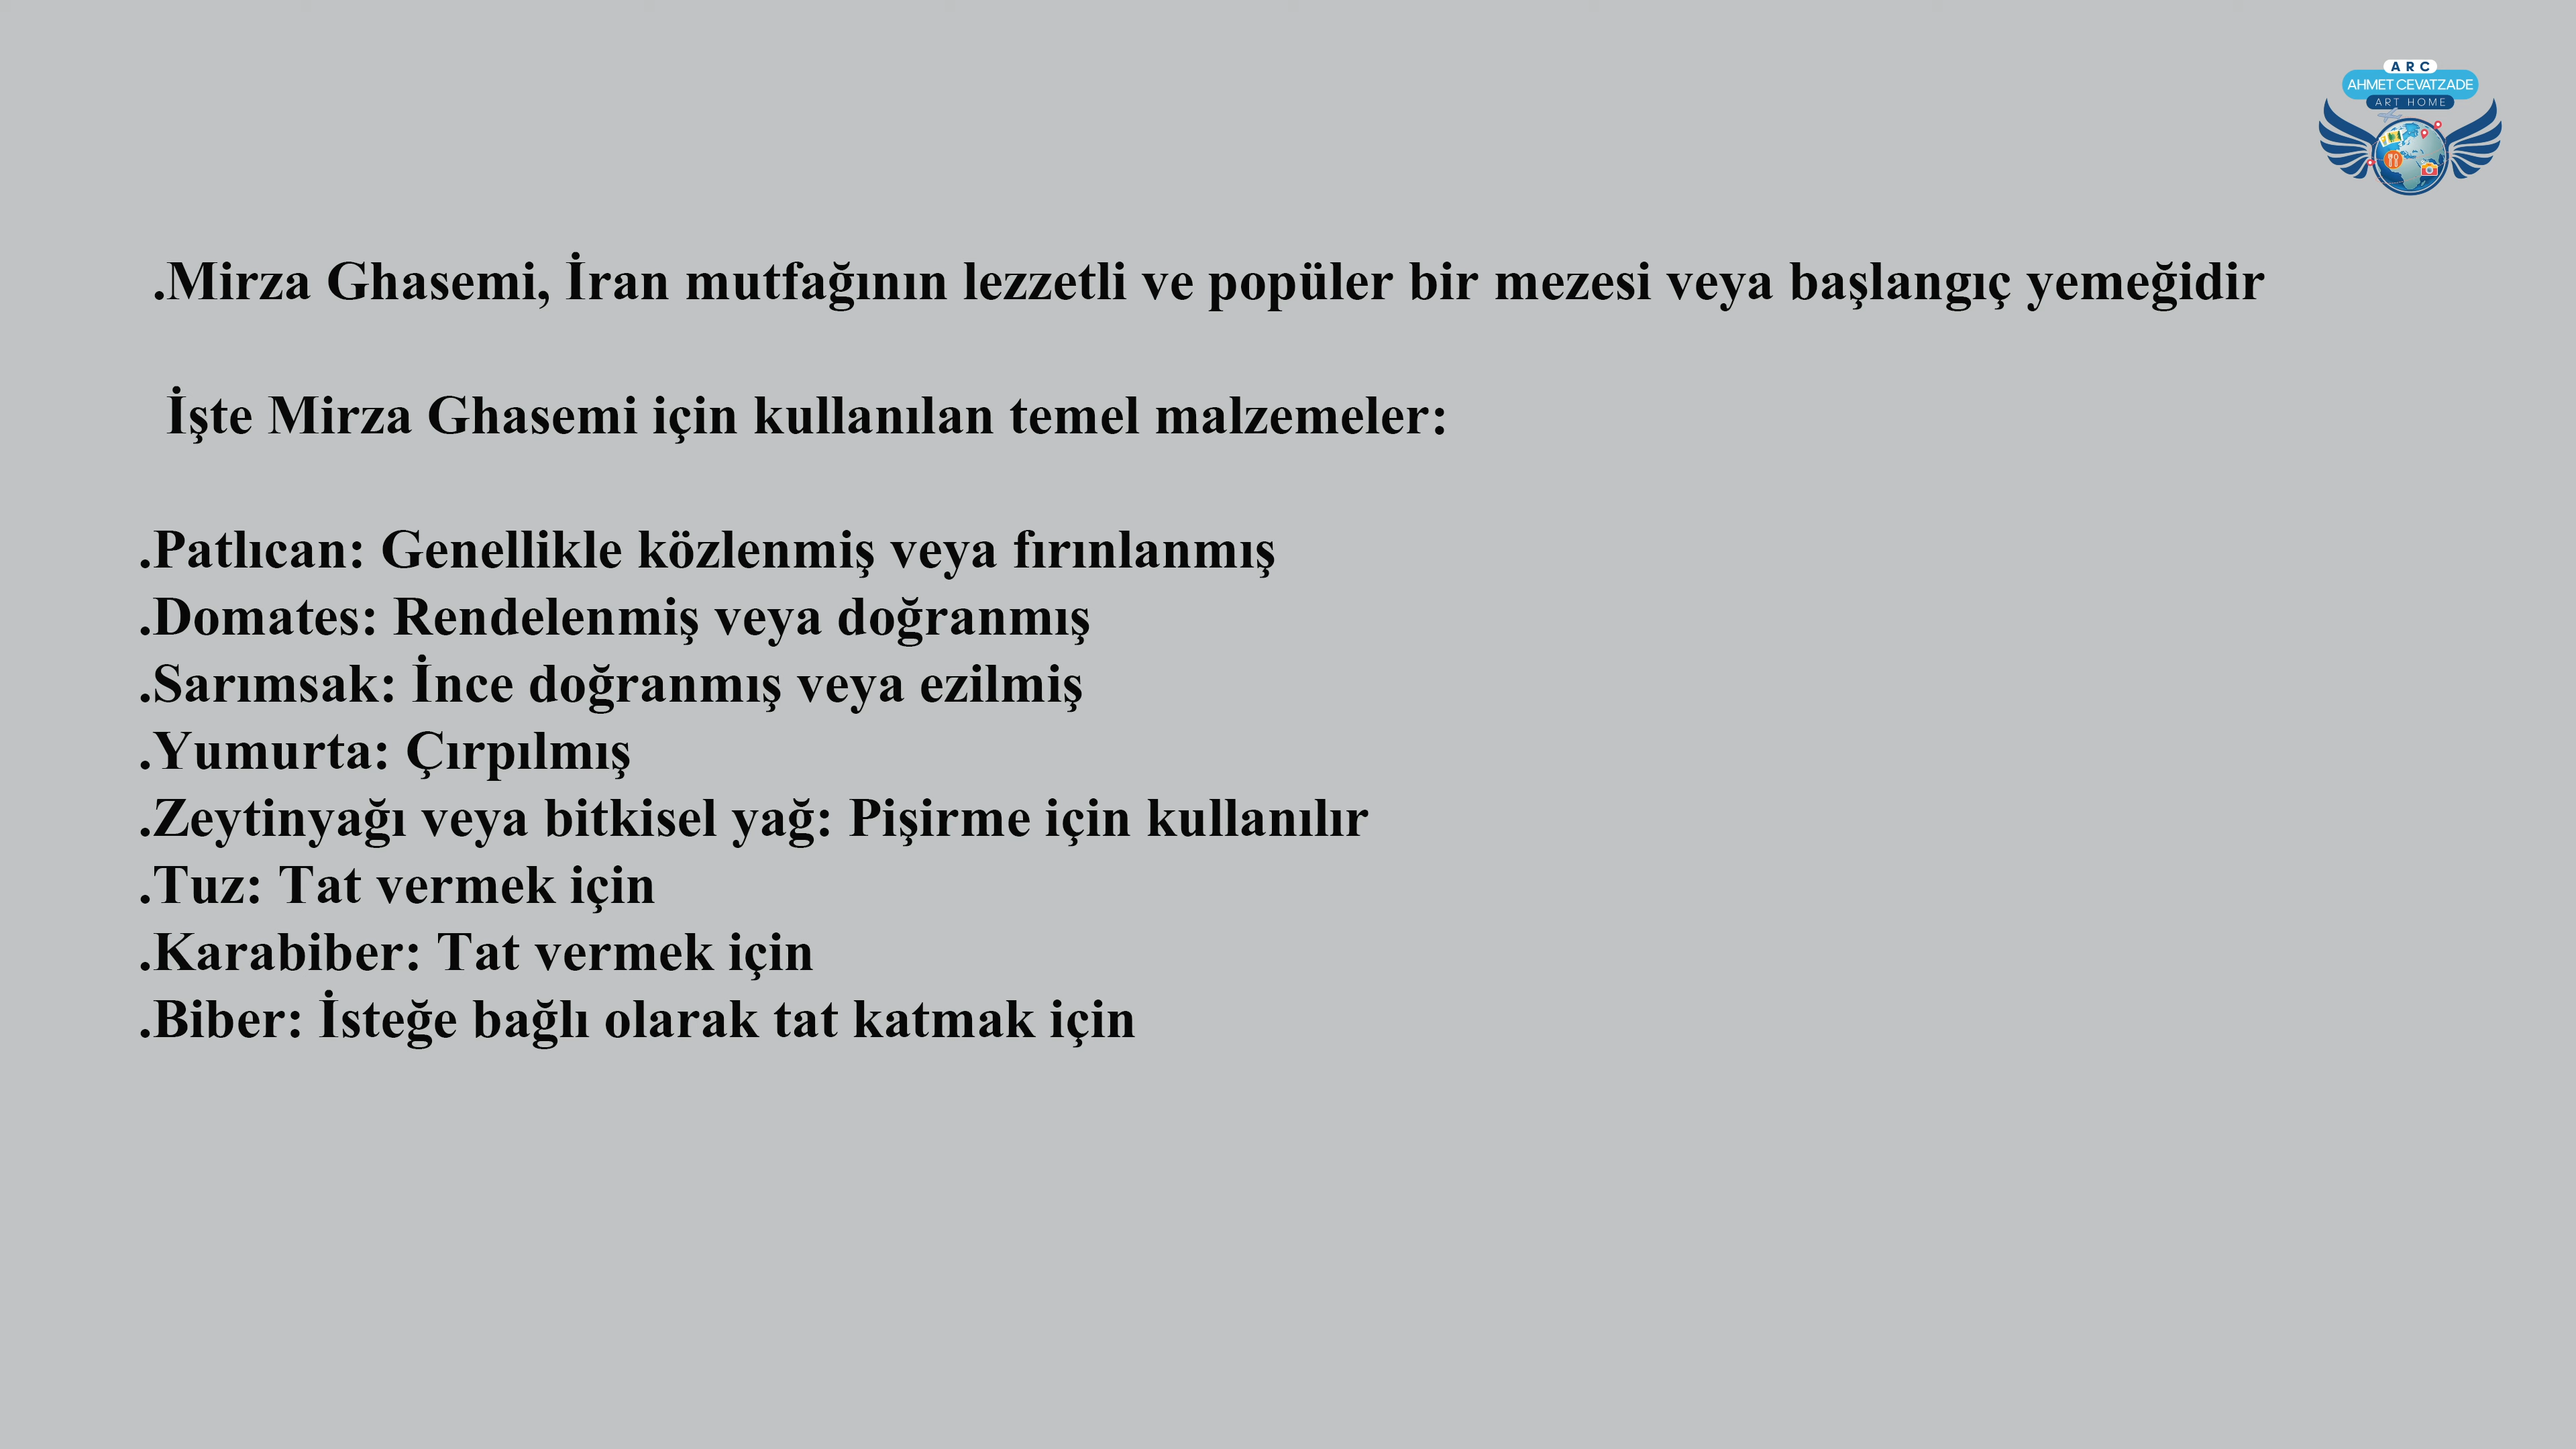 ARC
AHMET CEVATZADE
ART HOME
.Mirza Ghasemi, İran mutfağının lezzetli ve popüler bir mezesi veya başlangıç yemeğidir
İşte Mirza Ghasemi için kullanılan temel malzemeler:
.Patlıcan: Genellikle közlenmiş veya fırınlanmış
.Domates: Rendelenmiş veya doğranmış
.Sarımsak: İnce doğranmış veya ezilmiş
.Yumurta: Çırpılmış
.Zeytinyağı veya bitkisel yağ: Pişirme için kullanılır
.Tuz: Tat vermek için
.Karabiber: Tat vermek için
.Biber: İsteğe bağlı olarak tat katmak için